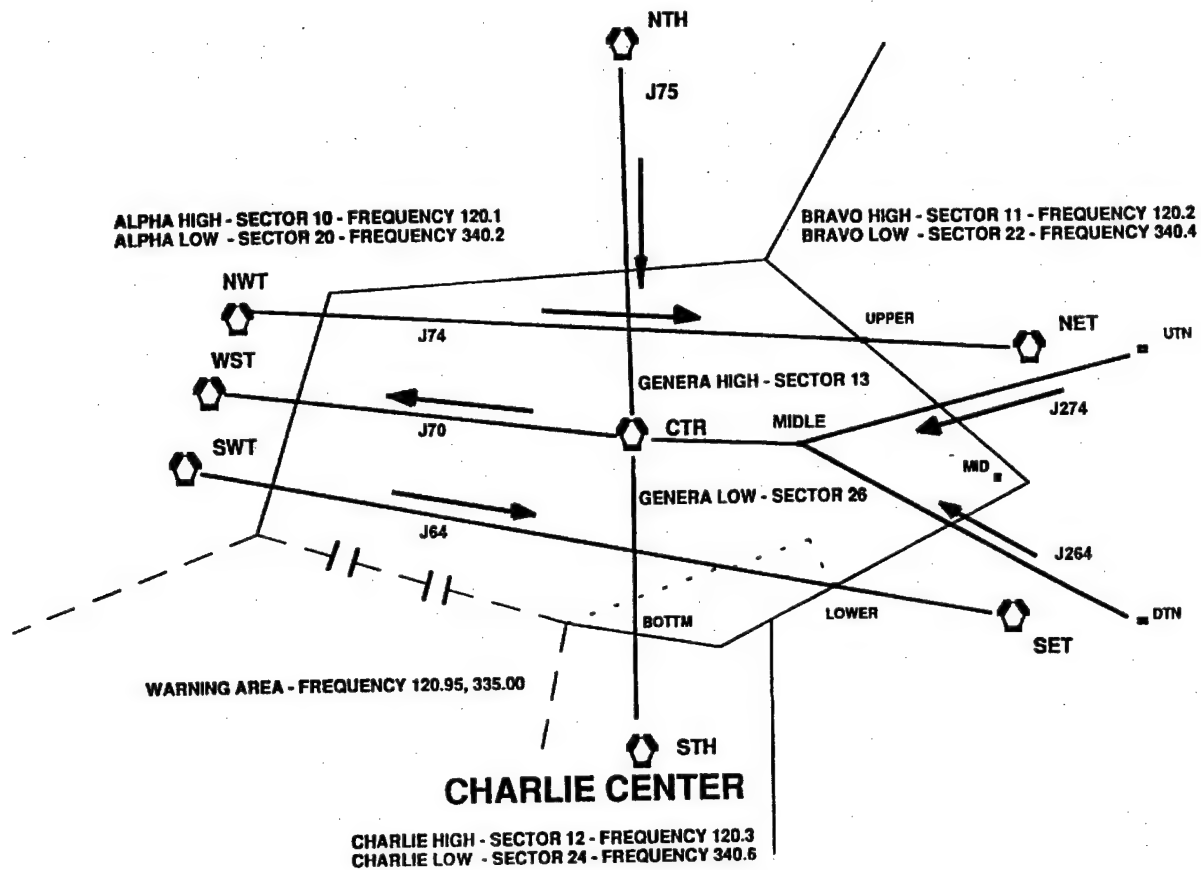 NTH
J75
ALPHA HIGH - SECTOR 10 - FREQUENCY 120.1
ALPHA LOW - SECTOR 20 - FREQUENCY 340.2
BRAVO HIGH - SECTOR 11 - FREQUENCY 120.2
BRAVO LOW - SECTOR 22 - FREQUENCY 340.4
NWT
J74
UPPER
NET
UTN
WST
GENERA HIGH - SECTOR 13
J274
J70
CTR
MIDLE
SWT
MID
GENERA LOW - SECTOR 26
J64
J264
BOTTM
LOWER
DTN
SET
WARNING AREA - FREQUENCY 120.95, 335.00
STH
CHARLIE CENTER
CHARLIE HIGH - SECTOR 12 - FREQUENCY 120.3
CHARLIE LOW - SECTOR 24 - FREQUENCY 340.6